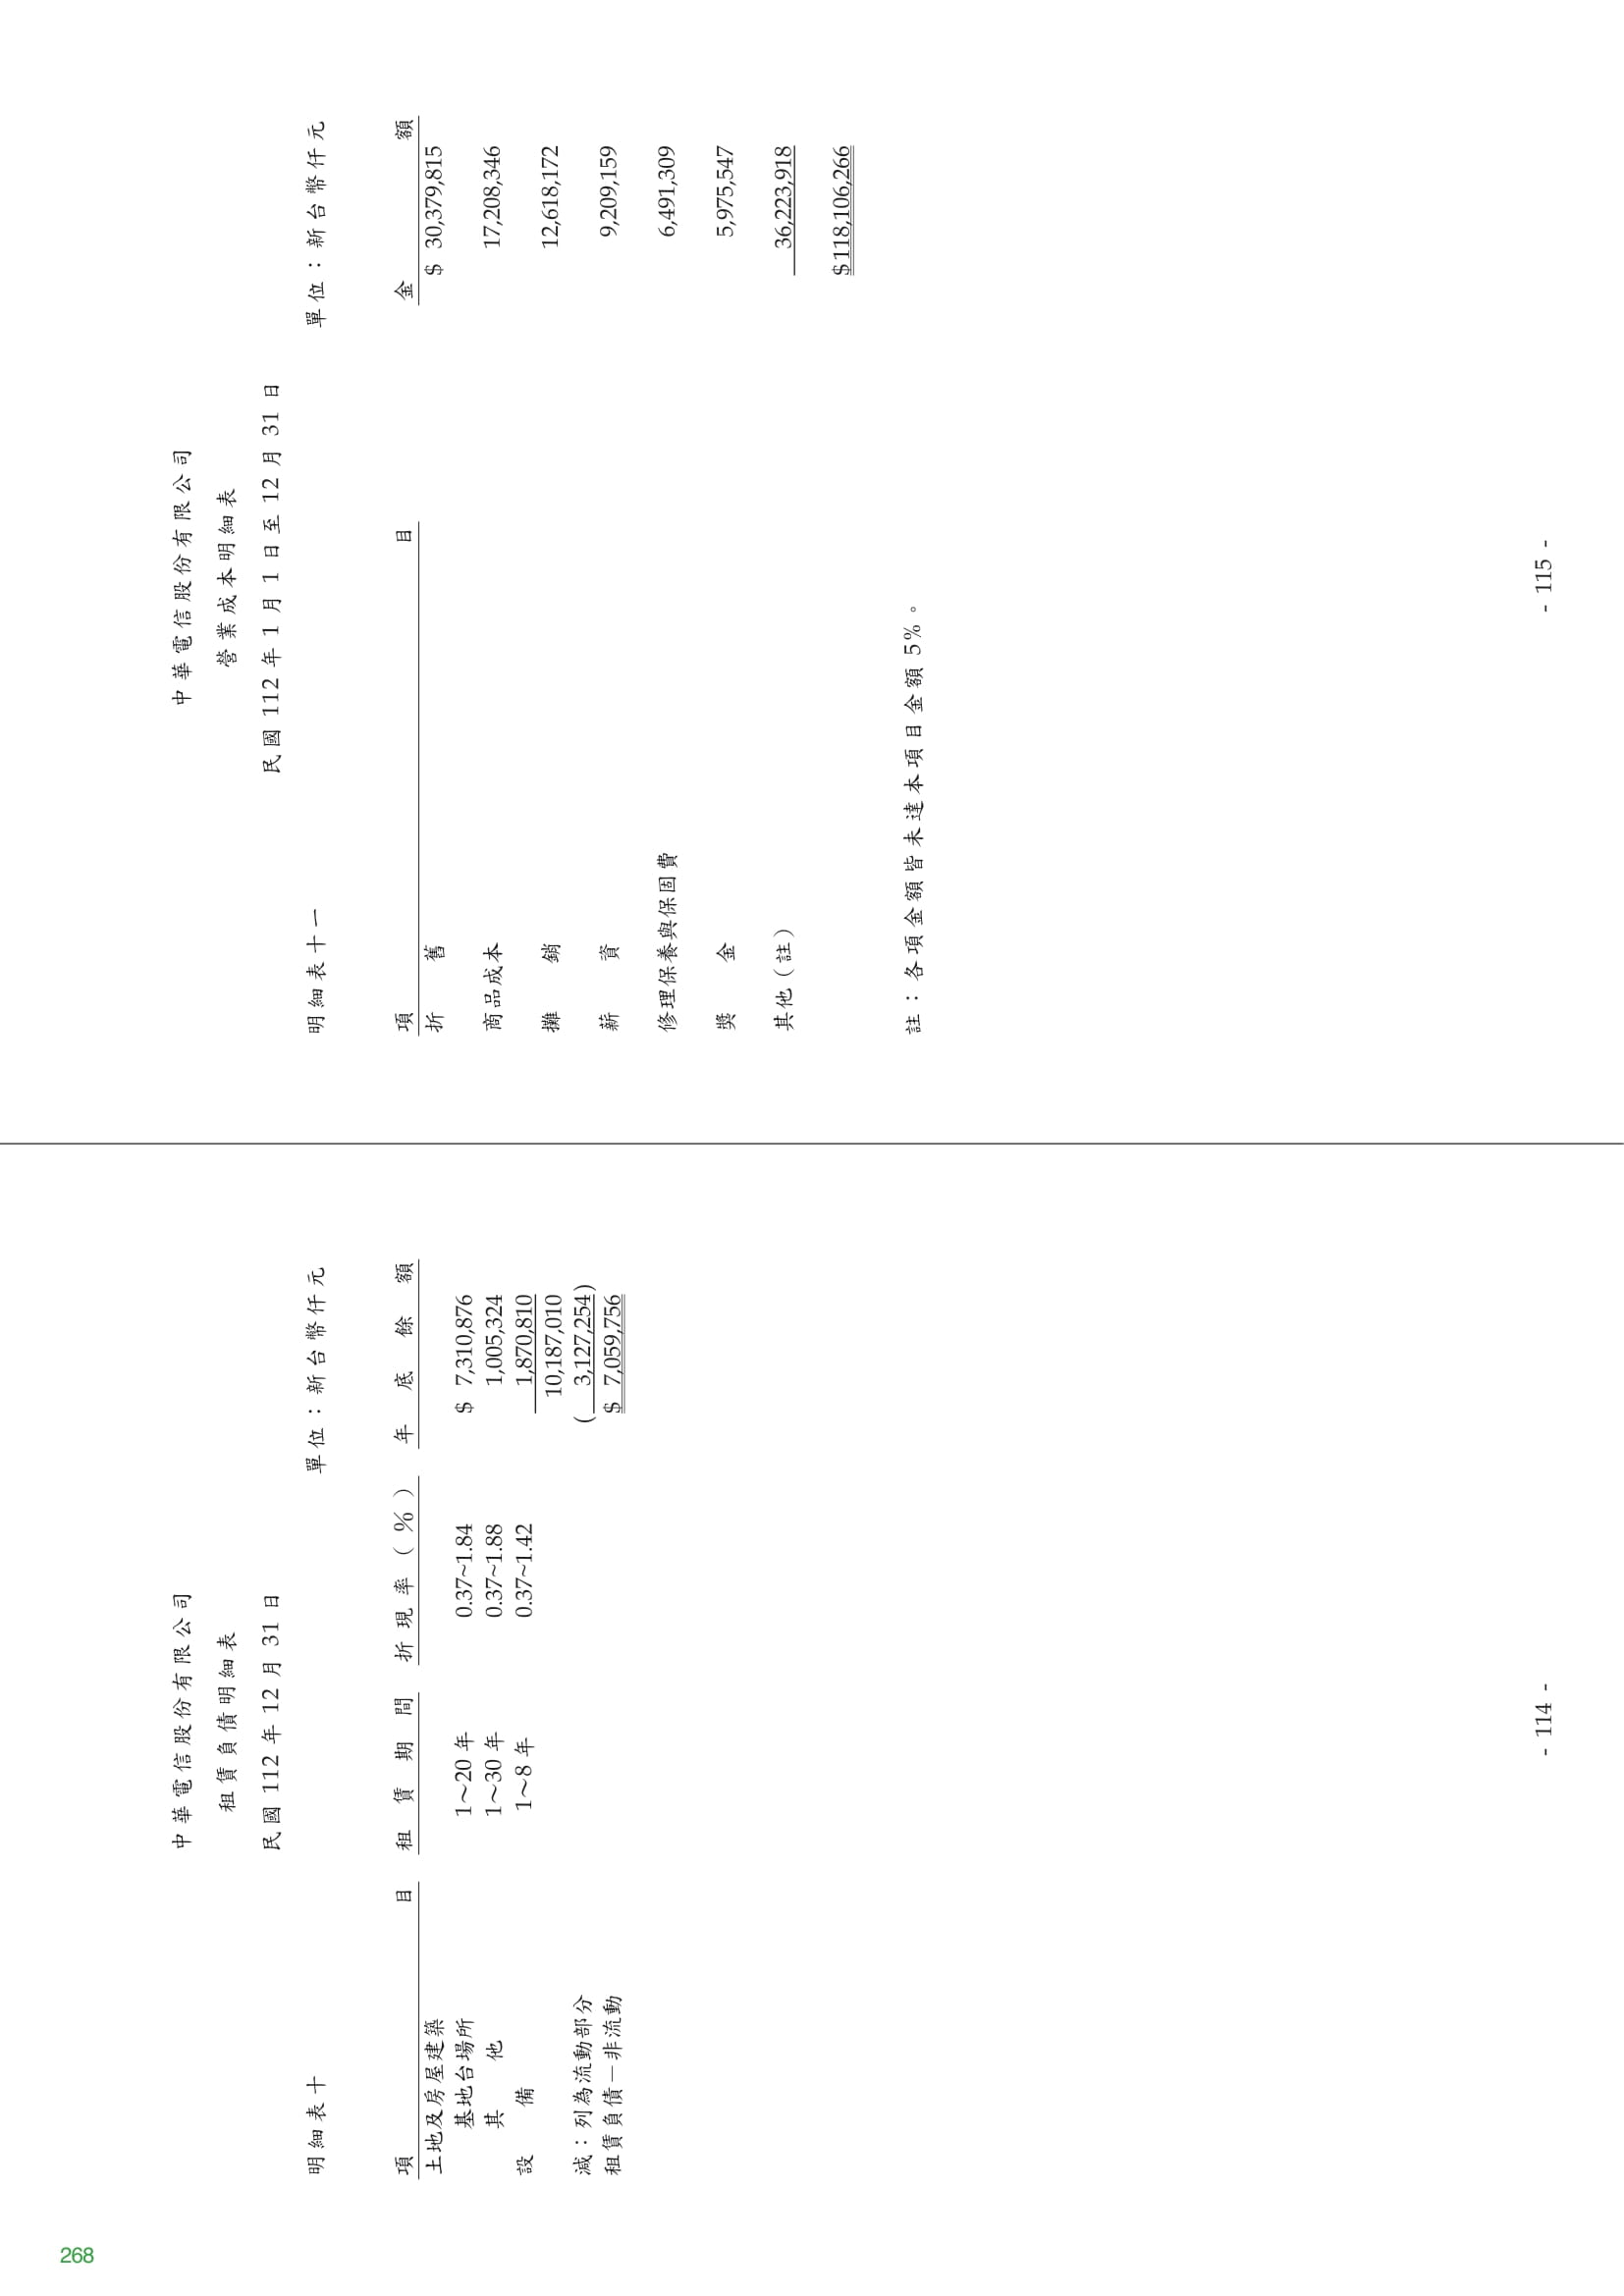 中華電信股份有限公司
租賃負債明細表
民國 112 年 12 月 31 日
明細表十 單位：新台幣仟元
項目 租賃期間 折現率（%） 年底餘額
土地及房屋建築
基地台場所 1～20 年 0.37~1.84 $ 7,310,876
其他 1～30 年 0.37~1.88 1,005,324
設備 1～8 年 0.37~1.42 1,870,810
10,187,010
減：列為流動部分 ( 3,127,254 )
租賃負債－非流動 $ 7,059,756
- 114 -
中華電信股份有限公司
營業成本明細表
民國 112 年 1 月 1 日至 12 月 31 日
明細表十一 單位：新台幣仟元
項目 金額
折舊 $ 30,379,815
商品成本 17,208,346
攤銷 12,618,172
薪資 9,209,159
修理保養與保固費 6,491,309
獎金 5,975,547
其他（註） 36,223,918
$118,106,266
註：各項金額皆未達本項目金額 5%。
- 115 -
268